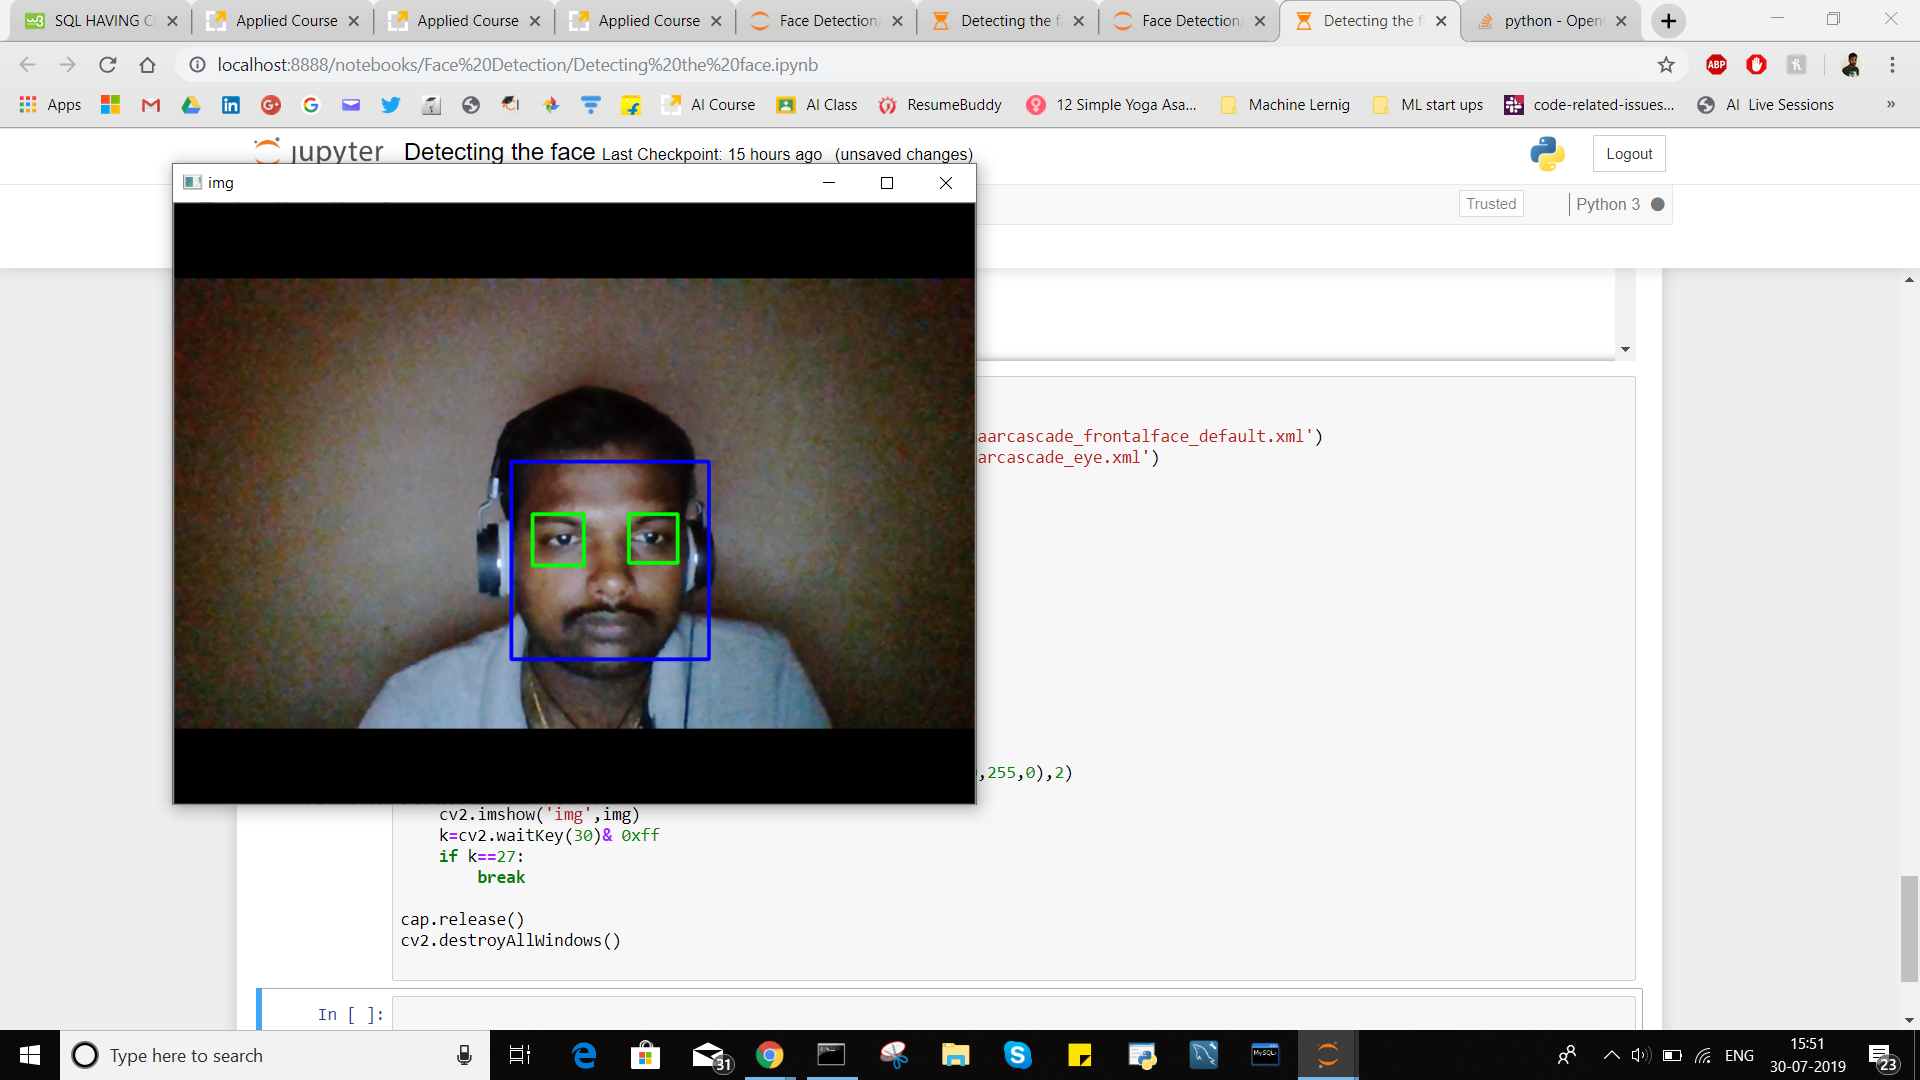 SQL HAVING C
Applied Course
Applied Course
Applied Course
Face Detection/
Detecting the f
Face Detection/
Detecting the f
python - Open
localhost:8888/notebooks/Face%20Detection/Detecting%20the%20face.ipynb
ABP
Apps
AI Course
AI Class
ResumeBuddy
12 Simple Yoga Asa...
Machine Lernig
ML start ups
code-related-issues...
AI Live Sessions
»
jupyter Detecting the face Last Checkpoint: 15 hours ago (unsaved changes)
Logout
img
Trusted
Python 3
aarcascade_frontalface_default.xml')
arcascade_eye.xml')
,255,0),2)
cv2.imshow('img',img)
k=cv2.waitKey(30)& 0xff
if k==27:
break
cap.release()
cv2.destroyAllWindows()
In [ ]:
Type here to search
31
MySQL
ENG
15:51
30-07-2019
23